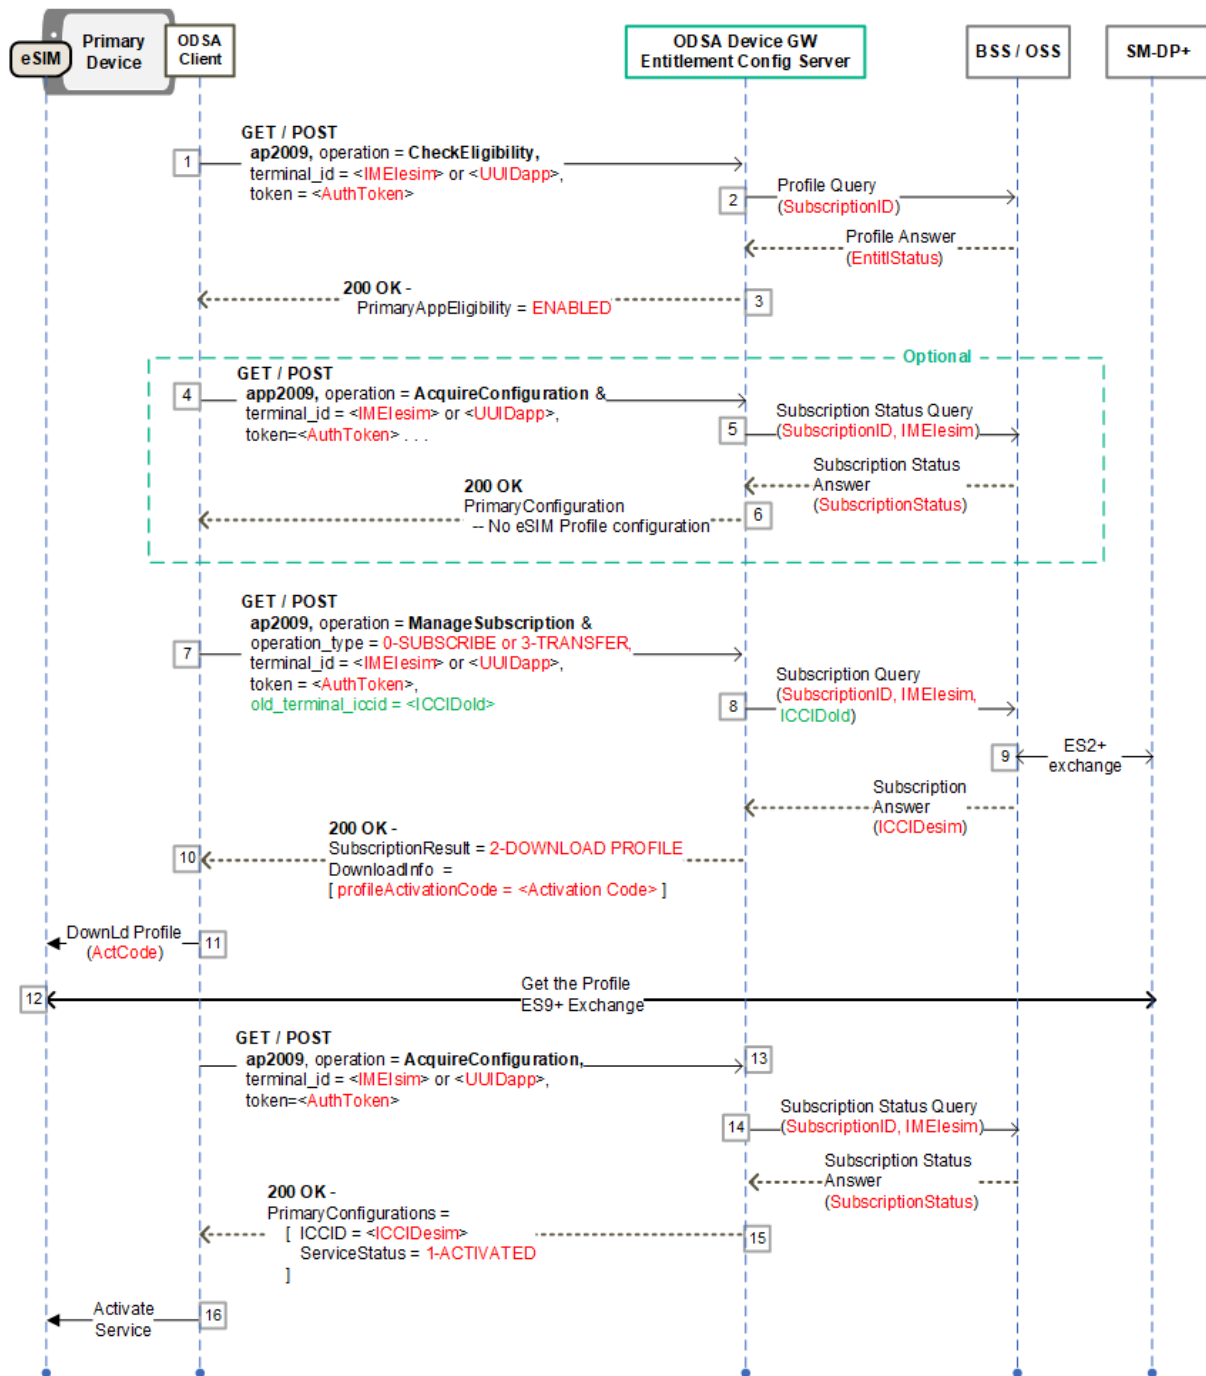 eSIM
Primary
Device
ODSA
Client
ODSA Device GW
Entitlement Config Server
BSS / OSS
SM-DP+
GET / POST
1
ap2009, operation = CheckEligibility,
terminal_id = <IMEIesim> or <UUIDapp>,
token = <AuthToken>
2
Profile Query
(SubscriptionID)
Profile Answer
(EntitlStatus)
200 OK -
PrimaryAppEligibility = ENABLED
3
Optional
GET / POST
4
app2009, operation = AcquireConfiguration &
terminal_id = <IMEIesim> or <UUIDapp>,
token=<AuthToken> . . .
5
Subscription Status Query
(SubscriptionID, IMEIesim)
Subscription Status
Answer
(SubscriptionStatus)
200 OK
PrimaryConfiguration
-- No eSIM Profile configuration
6
GET / POST
7
ap2009, operation = ManageSubscription &
operation_type = 0-SUBSCRIBE or 3-TRANSFER,
terminal_id = <IMEIesim> or <UUIDapp>,
token = <AuthToken>,
old_terminal_iccid = <ICCIDold>
8
Subscription Query
(SubscriptionID, IMEIesim,
ICCIDold)
9
ES2+
exchange
Subscription
Answer
(ICCIDesim)
10
200 OK -
SubscriptionResult = 2-DOWNLOAD PROFILE
DownloadInfo =
[ profileActivationCode = <Activation Code> ]
DownLd Profile
(ActCode)
11
12
Get the Profile
ES9+ Exchange
GET / POST
ap2009, operation = AcquireConfiguration,
terminal_id = <IMEIsim> or <UUIDapp>,
token=<AuthToken>
13
14
Subscription Status Query
(SubscriptionID, IMEIesim)
Subscription Status
Answer
(SubscriptionStatus)
200 OK -
PrimaryConfigurations =
[ ICCID = <ICCIDesim>
ServiceStatus = 1-ACTIVATED
]
15
Activate
Service
16